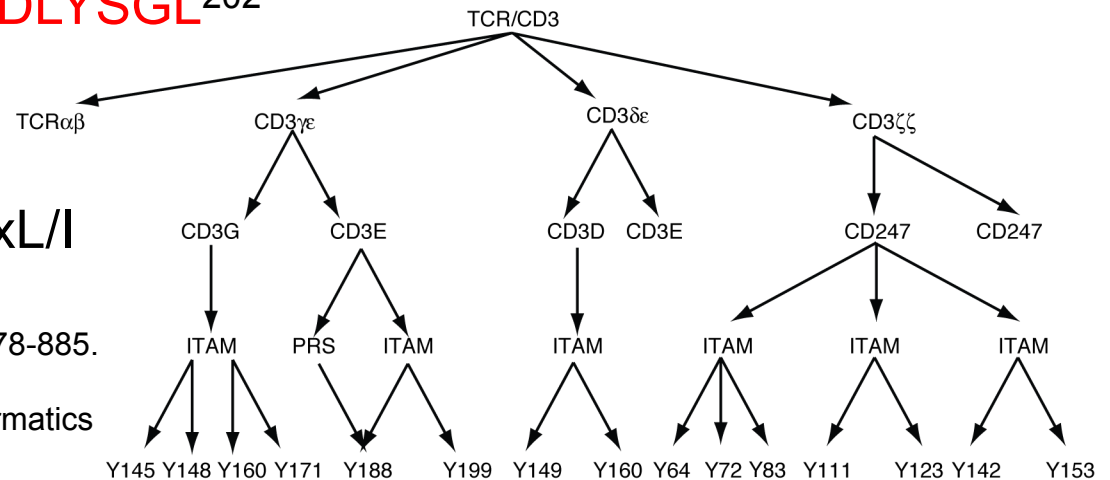 DLYSGL202
TCR/CD3
TCRαβ CD3γε CD3δε CD3ζζ
xL/I
CD3G CD3E CD3D CD3E CD247 CD247
78-885.
ITAM PRS ITAM ITAM ITAM ITAM ITAM
rmatics
Y145 Y148 Y160 Y171 Y188 Y199 Y149 Y160 Y64 Y72 Y83 Y111 Y123 Y142 Y153